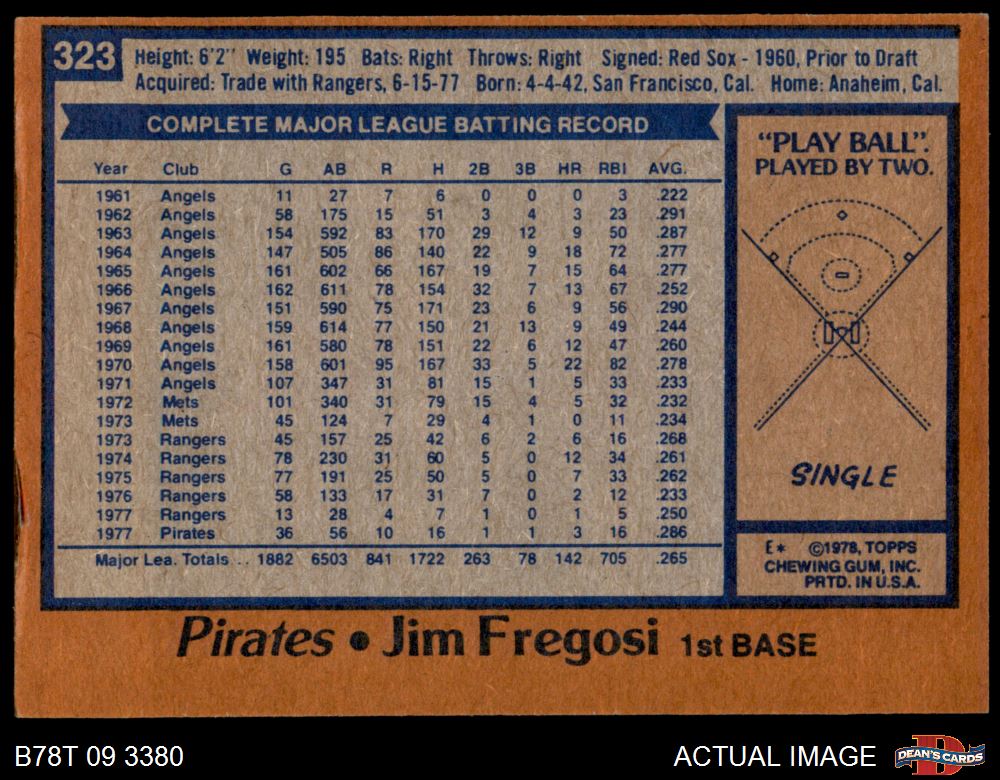 323
Height: 6'2" Weight: 195 Bats: Right Throws: Right Signed: Red Sox - 1960, Prior to Draft
Acquired: Trade with Rangers, 6-15-77 Born: 4-4-42, San Francisco, Cal. Home: Anaheim, Cal.
COMPLETE MAJOR LEAGUE BATTING RECORD
Year Club G AB R H 2B 3B HR RBI AVG.
1961 Angels 11 27 7 6 0 0 0 3 .222
1962 Angels 58 175 15 51 3 4 3 23 .291
1963 Angels 154 592 83 170 29 12 9 50 .287
1964 Angels 147 505 86 140 22 9 18 72 .277
1965 Angels 161 602 66 167 19 7 15 64 .277
1966 Angels 162 611 78 154 32 7 13 67 .252
1967 Angels 151 590 75 171 23 6 9 56 .290
1968 Angels 159 614 77 150 21 13 9 49 .244
1969 Angels 161 580 78 151 22 6 12 47 .260
1970 Angels 158 601 95 167 33 5 22 82 .278
1971 Angels 107 347 31 81 15 1 5 33 .233
1972 Mets 101 340 31 79 15 4 5 32 .232
1973 Mets 45 124 7 29 4 1 0 11 .234
1973 Rangers 45 157 25 42 6 2 6 16 .268
1974 Rangers 78 230 31 60 5 0 12 34 .261
1975 Rangers 77 191 25 50 5 0 7 33 .262
1976 Rangers 58 133 17 31 7 0 2 12 .233
1977 Rangers 13 28 4 7 1 0 1 5 .250
1977 Pirates 36 56 10 16 1 1 3 16 .286
Major Lea. Totals .. 1882 6503 841 1722 263 78 142 705 .265
"PLAY BALL".
PLAYED BY TWO.
SINGLE
E* ©1978, TOPPS
CHEWING GUM, INC.
PRTD. IN U.S.A.
Pirates • Jim Fregosi 1st BASE
B78T 09 3380
ACTUAL IMAGE
DEAN'S CARDS